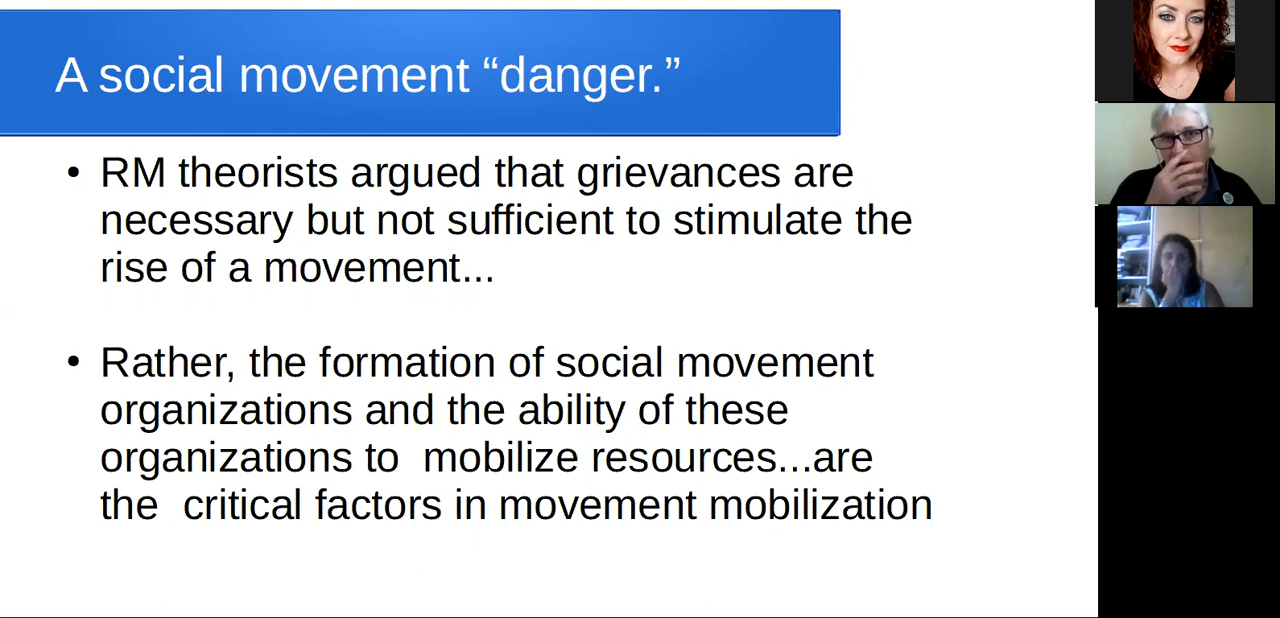 A social movement “danger.”
• RM theorists argued that grievances are
necessary but not sufficient to stimulate the
rise of a movement...
• Rather, the formation of social movement
organizations and the ability of these
organizations to  mobilize resources...are
the  critical factors in movement mobilization